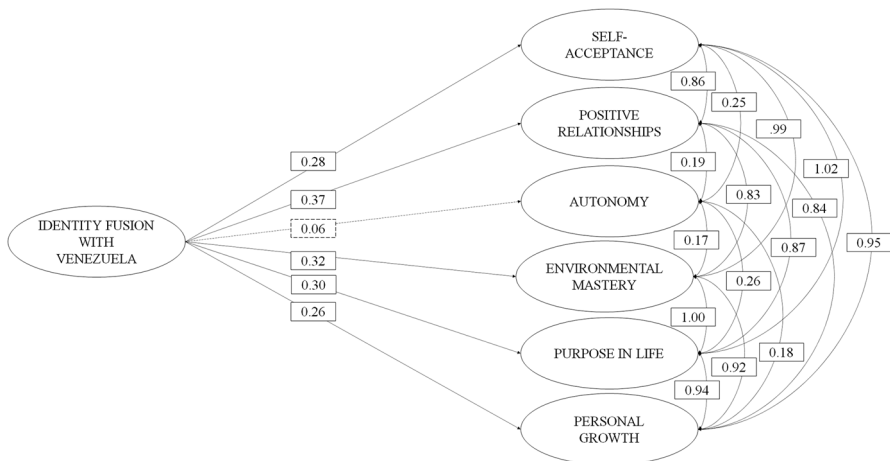 SELF-
ACCEPTANCE
0.86
0.25
POSITIVE
RELATIONSHIPS
.99
0.28
0.19
1.02
0.37
AUTONOMY
0.83
0.84
0.06
IDENTITY FUSION
WITH
VENEZUELA
0.17
0.87
0.95
0.32
ENVIRONMENTAL
MASTERY
0.26
0.30
0.26
1.00
PURPOSE IN LIFE
0.18
0.92
0.94
PERSONAL
GROWTH